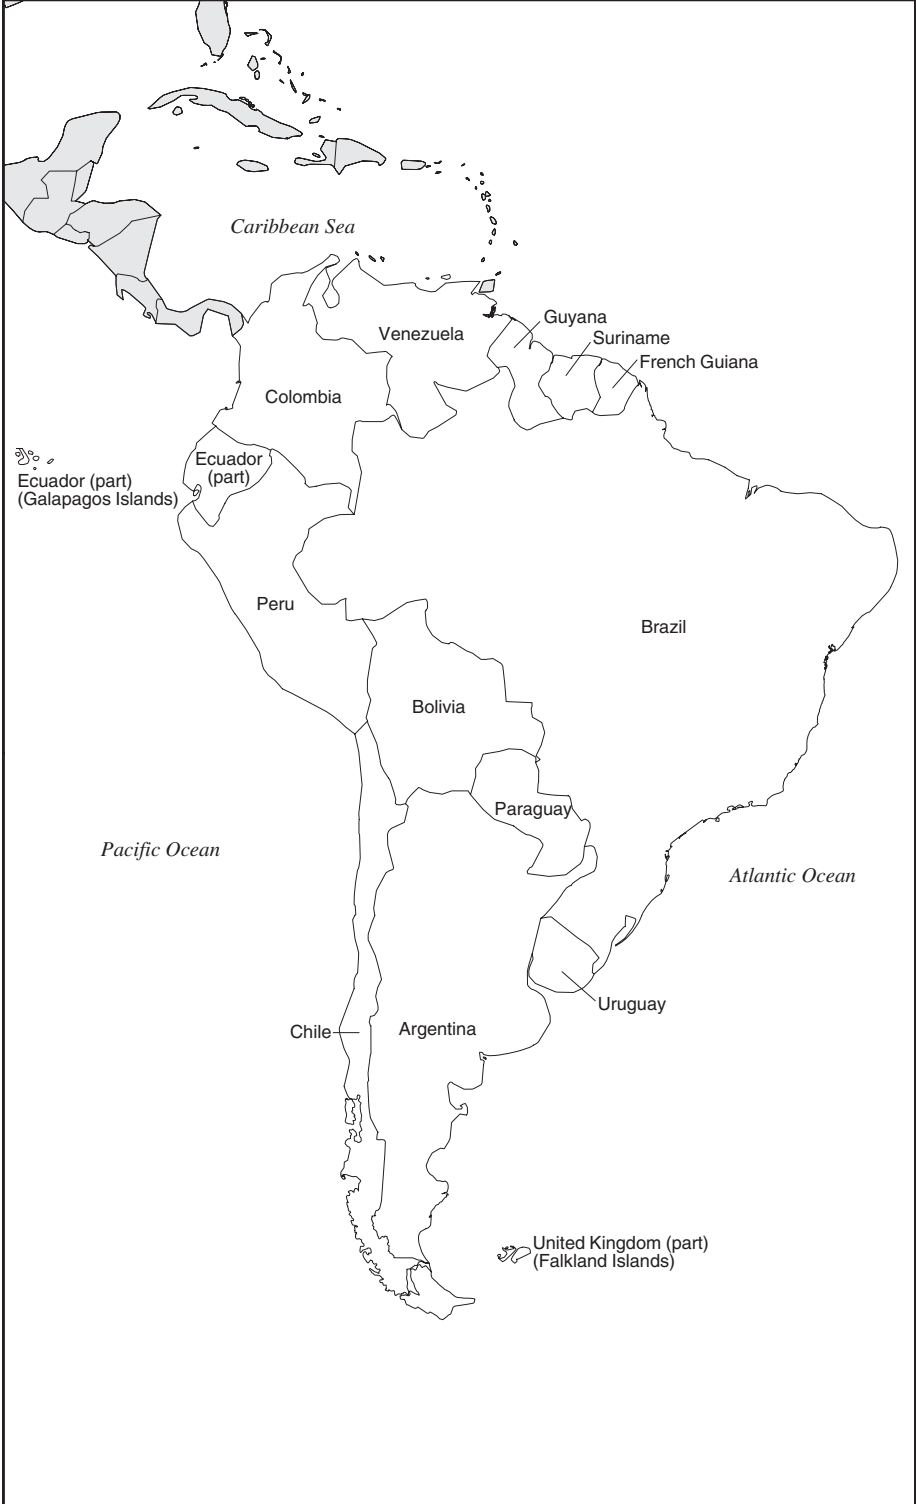 Caribbean Sea
Guyana
Venezuela
Suriname
French Guiana
Colombia
Ecuador
(part)
Ecuador (part)
(Galapagos Islands)
Peru
Brazil
Bolivia
Paraguay
Pacific Ocean
Atlantic Ocean
Uruguay
Chile
Argentina
United Kingdom (part)
(Falkland Islands)